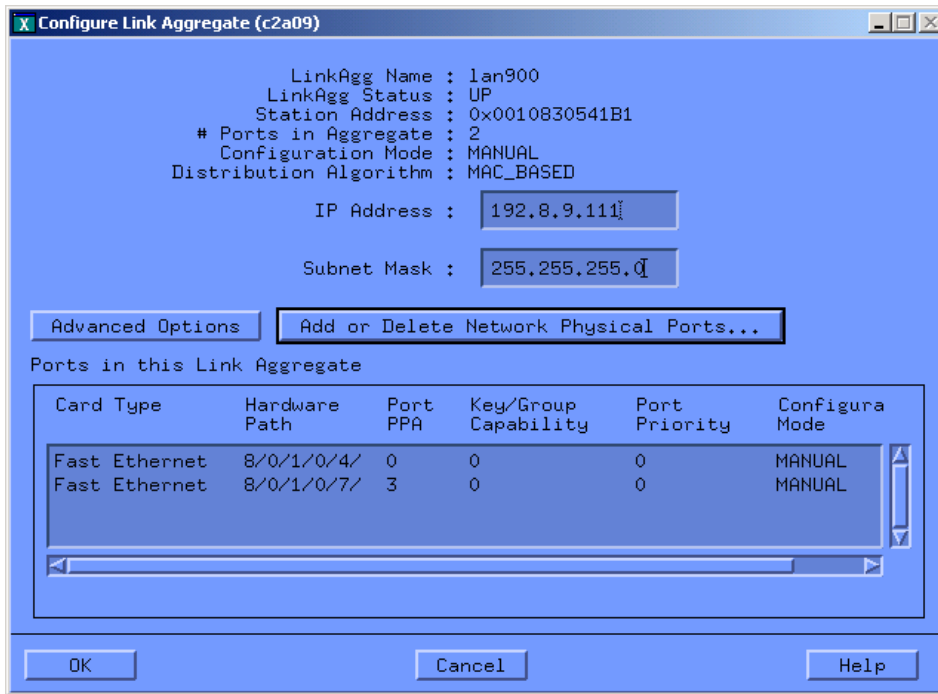 Configure Link Aggregate (c2a09)
LinkAgg Name : lan900
LinkAgg Status : UP
Station Address : 0x0010830541B1
# Ports in Aggregate : 2
Configuration Mode : MANUAL
Distribution Algorithm : MAC_BASED
IP Address : 192.8.9.111
Subnet Mask : 255.255.255.0
Advanced Options Add or Delete Network Physical Ports...
Ports in this Link Aggregate
Card Type Hardware Port Key/Group Port Configura
Path PPA Capability Priority Mode
Fast Ethernet 8/0/1/0/4/ 0 0 0 MANUAL
Fast Ethernet 8/0/1/0/7/ 3 0 0 MANUAL
OK Cancel Help